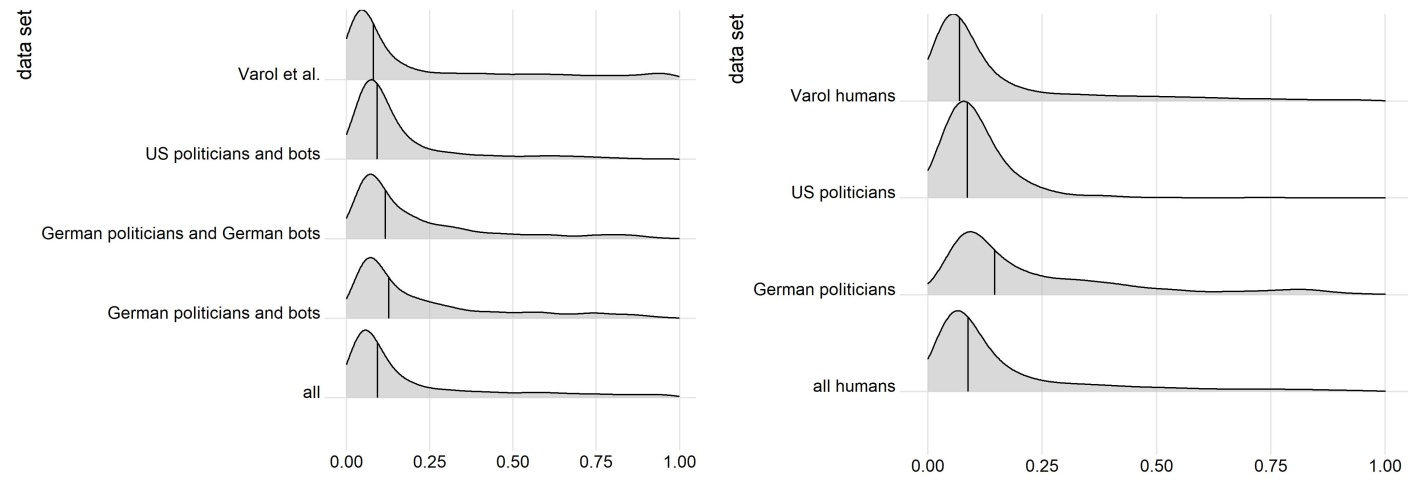 data set
Varol et al.
US politicians and bots
German politicians and German bots
German politicians and bots
all
0.00 0.25 0.50 0.75 1.00
data set
Varol humans
US politicians
German politicians
all humans
0.00 0.25 0.50 0.75 1.00